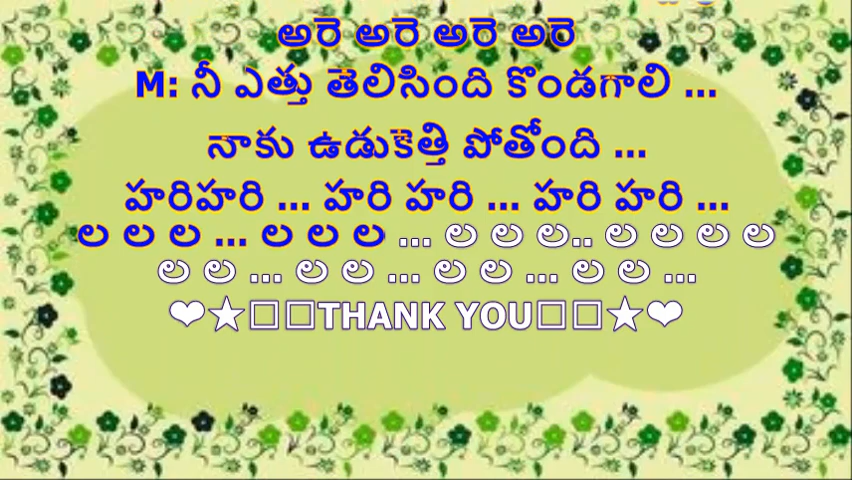 అరె అరె అరె అరె
M: నీ ఎత్తు తెలిసింది కొండగాలి ...
నాకు ఉడుకెత్తి పోతోంది ...
హరిహరి ... హరి హరి ... హరి హరి ...
ల ల ల ... ల ల ల ... ల ల ల.. ల ల ల ల
ల ల ... ల ల ... ల ల ... ల ల ...
❤★□□THANK YOU□□★❤